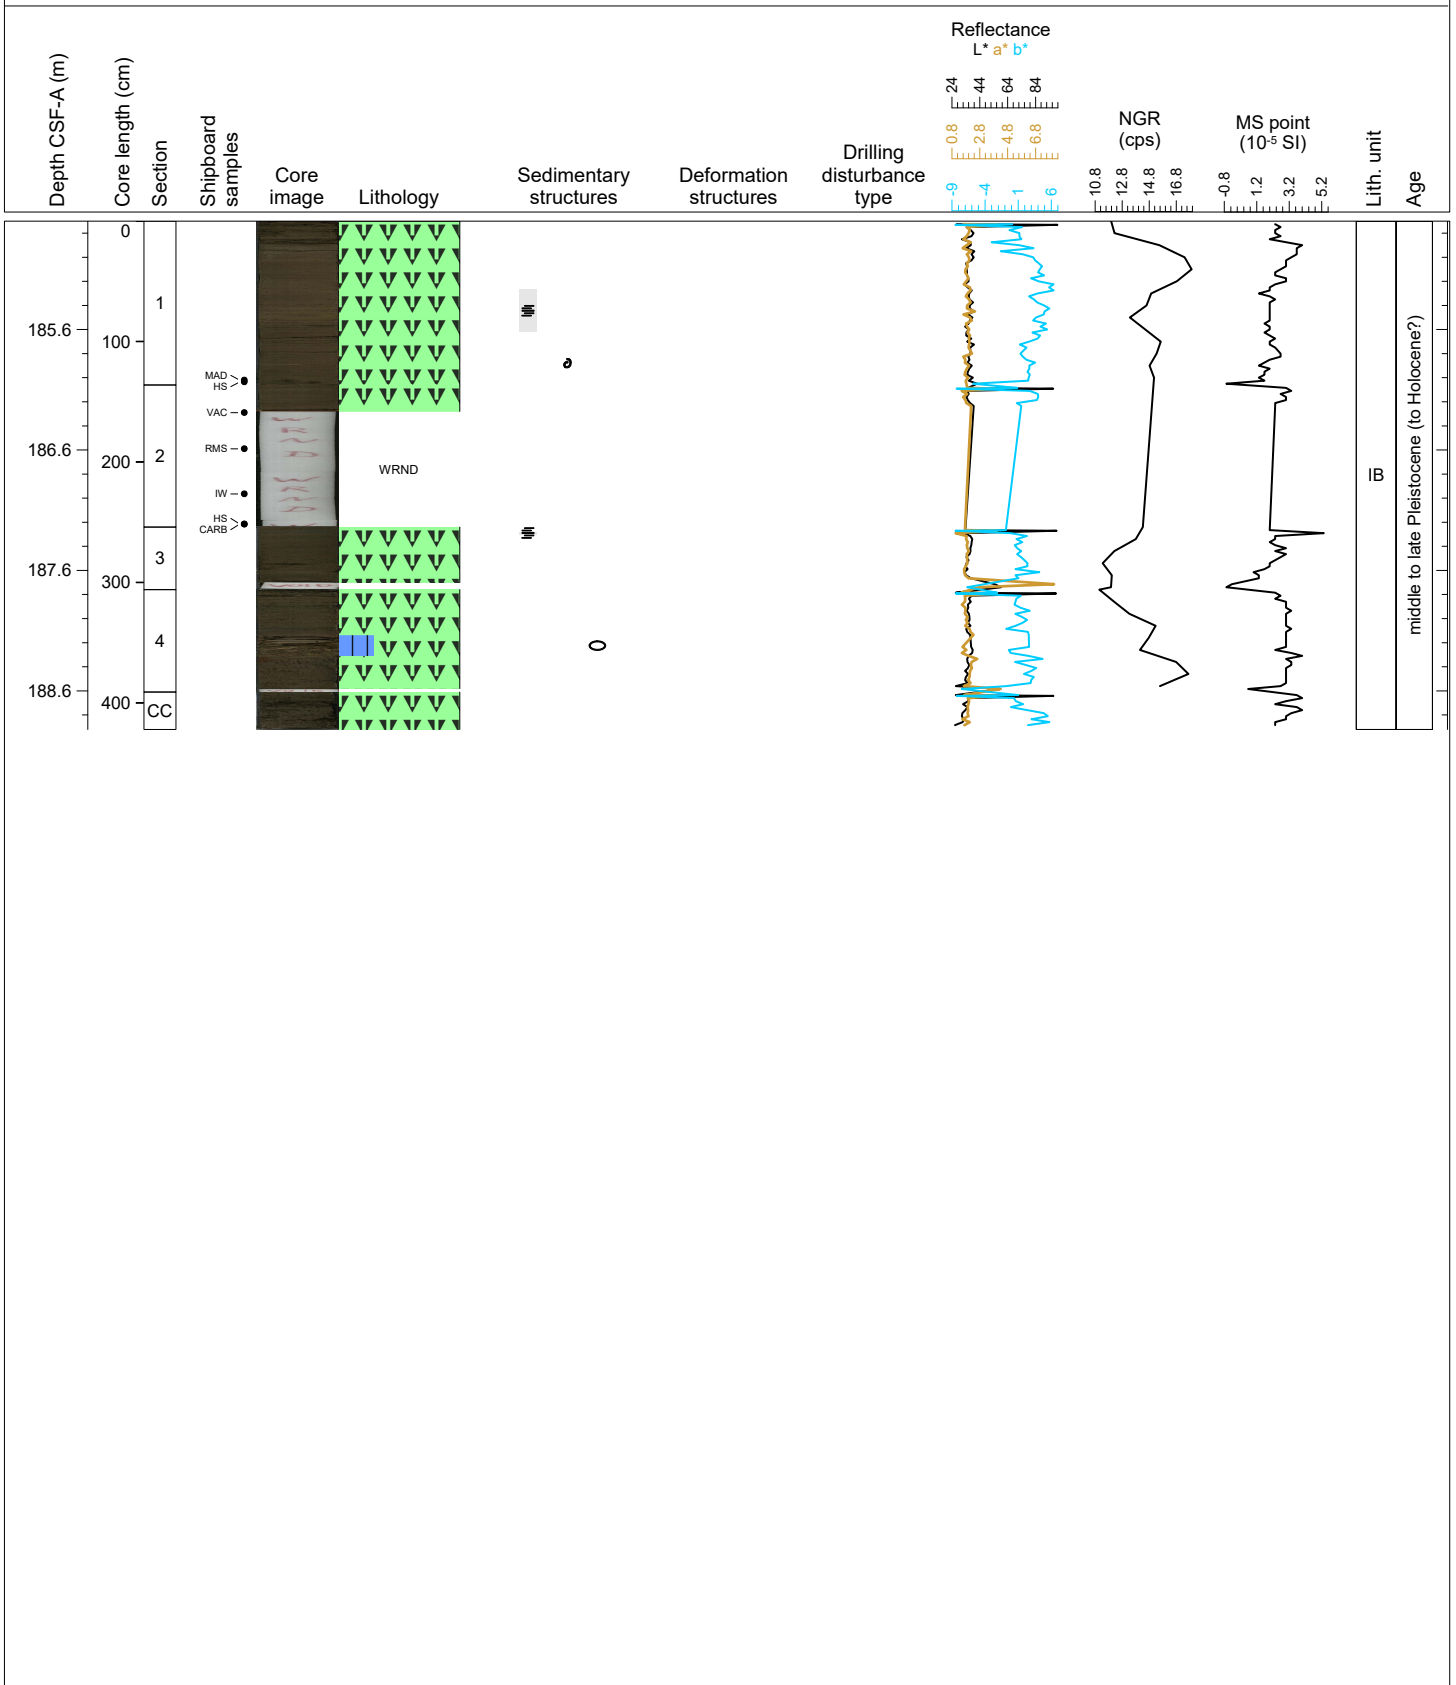 Depth CSF-A (m)
Core length (cm)
Section
Shipboard
samples
Core
image
Lithology
Sedimentary
structures
Deformation
structures
Drilling
disturbance
type
Reflectance
L* a* b*
24 44 64 84
0.8 2.8 4.8 6.8
-9 -4 1 6
NGR
(cps)
10.8 12.8 14.8 16.8
MS point
(10-5 SI)
-0.8 1.2 3.2 5.2
Lith. unit
Age
0
1
185.6
100
MAD
HS
VAC
RMS
186.6
200
2
WRND
IW
HS
CARB
3
187.6
300
4
188.6
400
CC
W
R
N
D
W
R
N
D
VOID
IB
middle to late Pleistocene (to Holocene?)